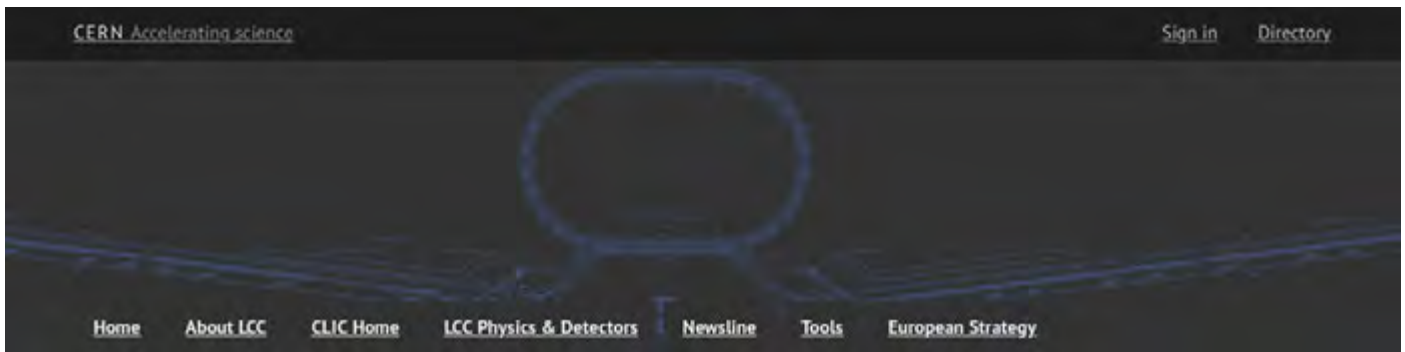 CERN Accelerating science Sign in Directory
Home About LCC CLIC Home LCC Physics & Detectors Newsline Tools European Strategy